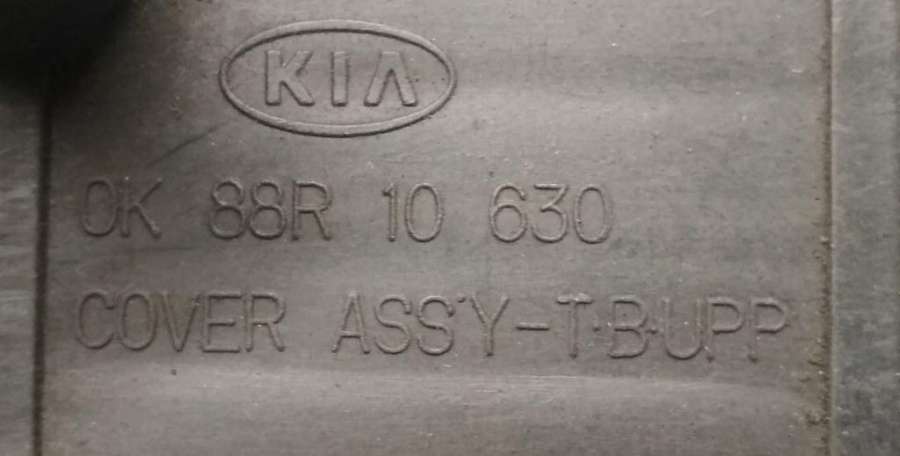 KIA
0K 88R 10 630
COVER ASS'Y-T·B·UPP